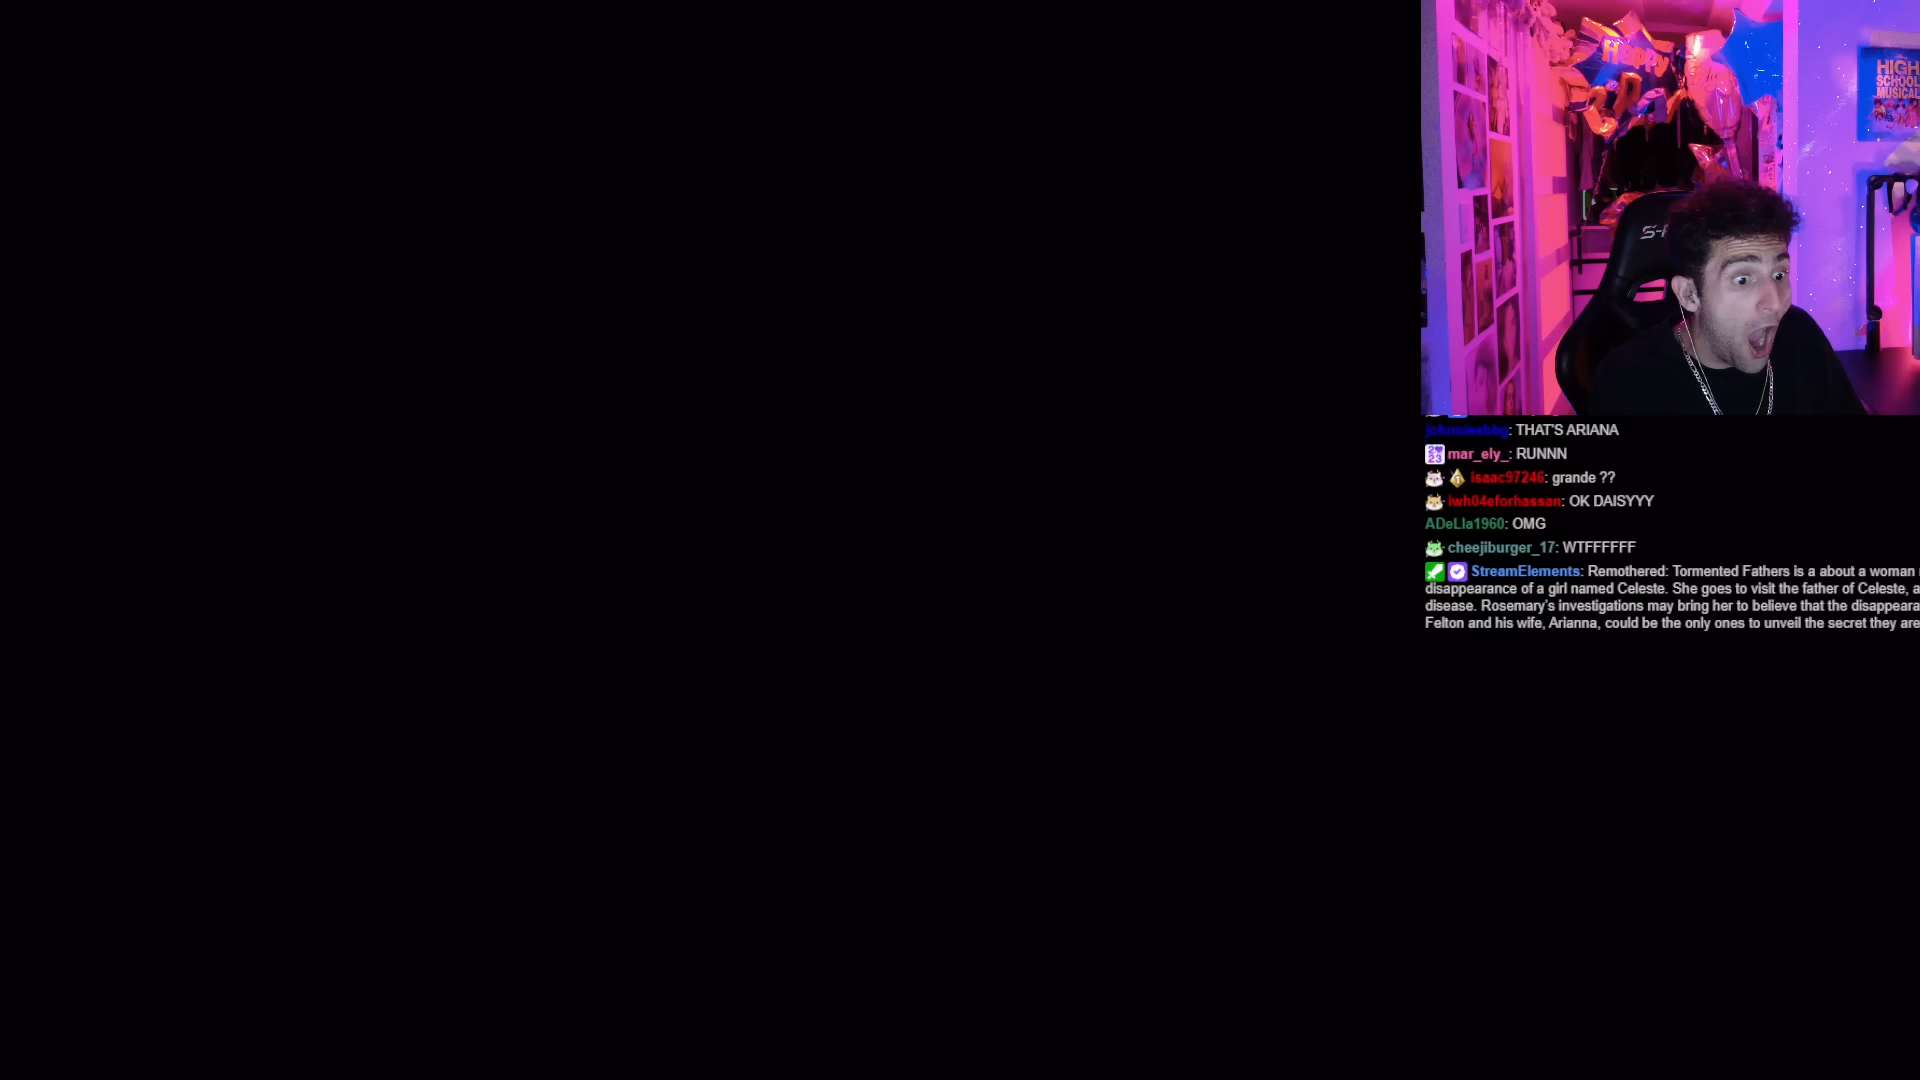 Happy
HIGH
SCHOOL
MUSICAL
: THAT'S ARIANA
mar_ely_: RUNNN
isaac97246: grande ??
iwh04eforhassan: OK DAISYYY
ADeLIa1960: OMG
cheejiburger_17: WTFFFFFF
StreamElements: Remothered: Tormented Fathers is a about a woman
disappearance of a girl named Celeste. She goes to visit the father of Celeste, a
disease. Rosemary's investigations may bring her to believe that the disappeara
Felton and his wife, Arianna, could be the only ones to unveil the secret they are